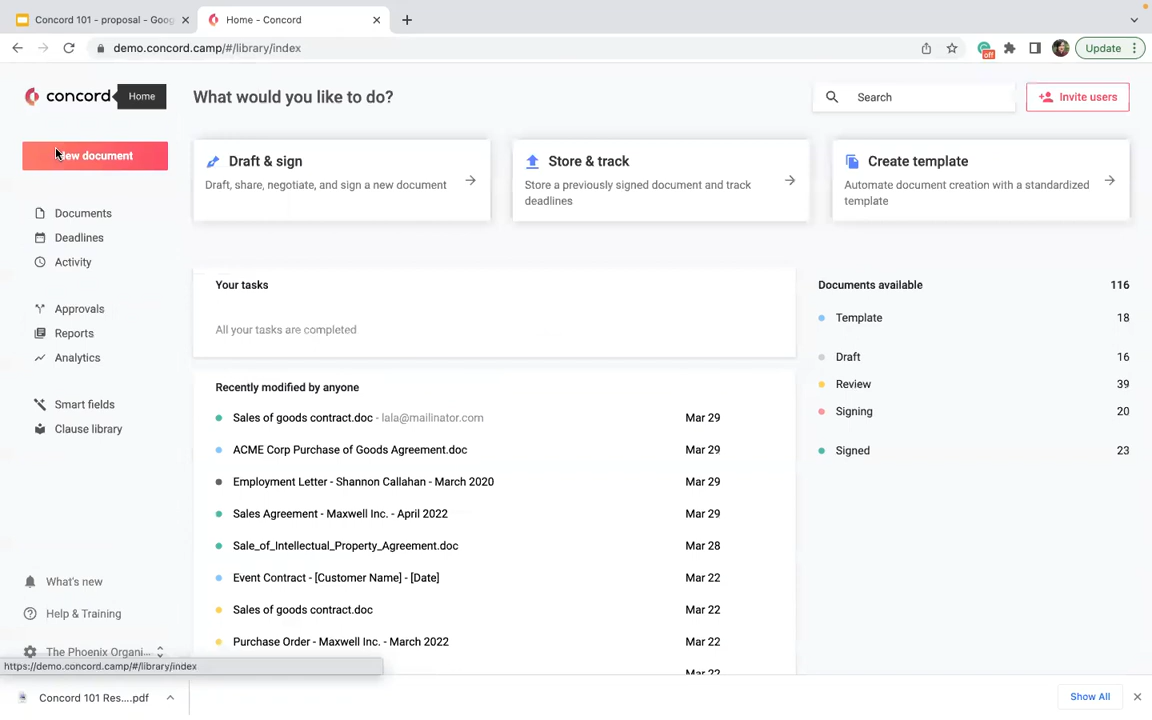 Concord 101 - proposal - Goog
Home - Concord
demo.concord.camp/#/library/index
off
Update
concord
Home
What would you like to do?
Search
Invite users
New document
Draft & sign
Draft, share, negotiate, and sign a new document
Store & track
Store a previously signed document and track
deadlines
Create template
Automate document creation with a standardized
template
Documents
Deadlines
Activity
Approvals
Reports
Analytics
Smart fields
Clause library
Your tasks
All your tasks are completed
Documents available 116
Template 18
Draft 16
Review 39
Signing 20
Signed 23
Recently modified by anyone
Sales of goods contract.doc - lala@mailinator.com Mar 29
ACME Corp Purchase of Goods Agreement.doc Mar 29
Employment Letter - Shannon Callahan - March 2020 Mar 29
Sales Agreement - Maxwell Inc. - April 2022 Mar 29
Sale_of_Intellectual_Property_Agreement.doc Mar 28
Event Contract - [Customer Name] - [Date] Mar 22
Sales of goods contract.doc Mar 22
Purchase Order - Maxwell Inc. - March 2022 Mar 22
Mar 22
What's new
Help & Training
The Phoenix Organi...
https://demo.concord.camp/#/library/index
Concord 101 Res....pdf
Show All